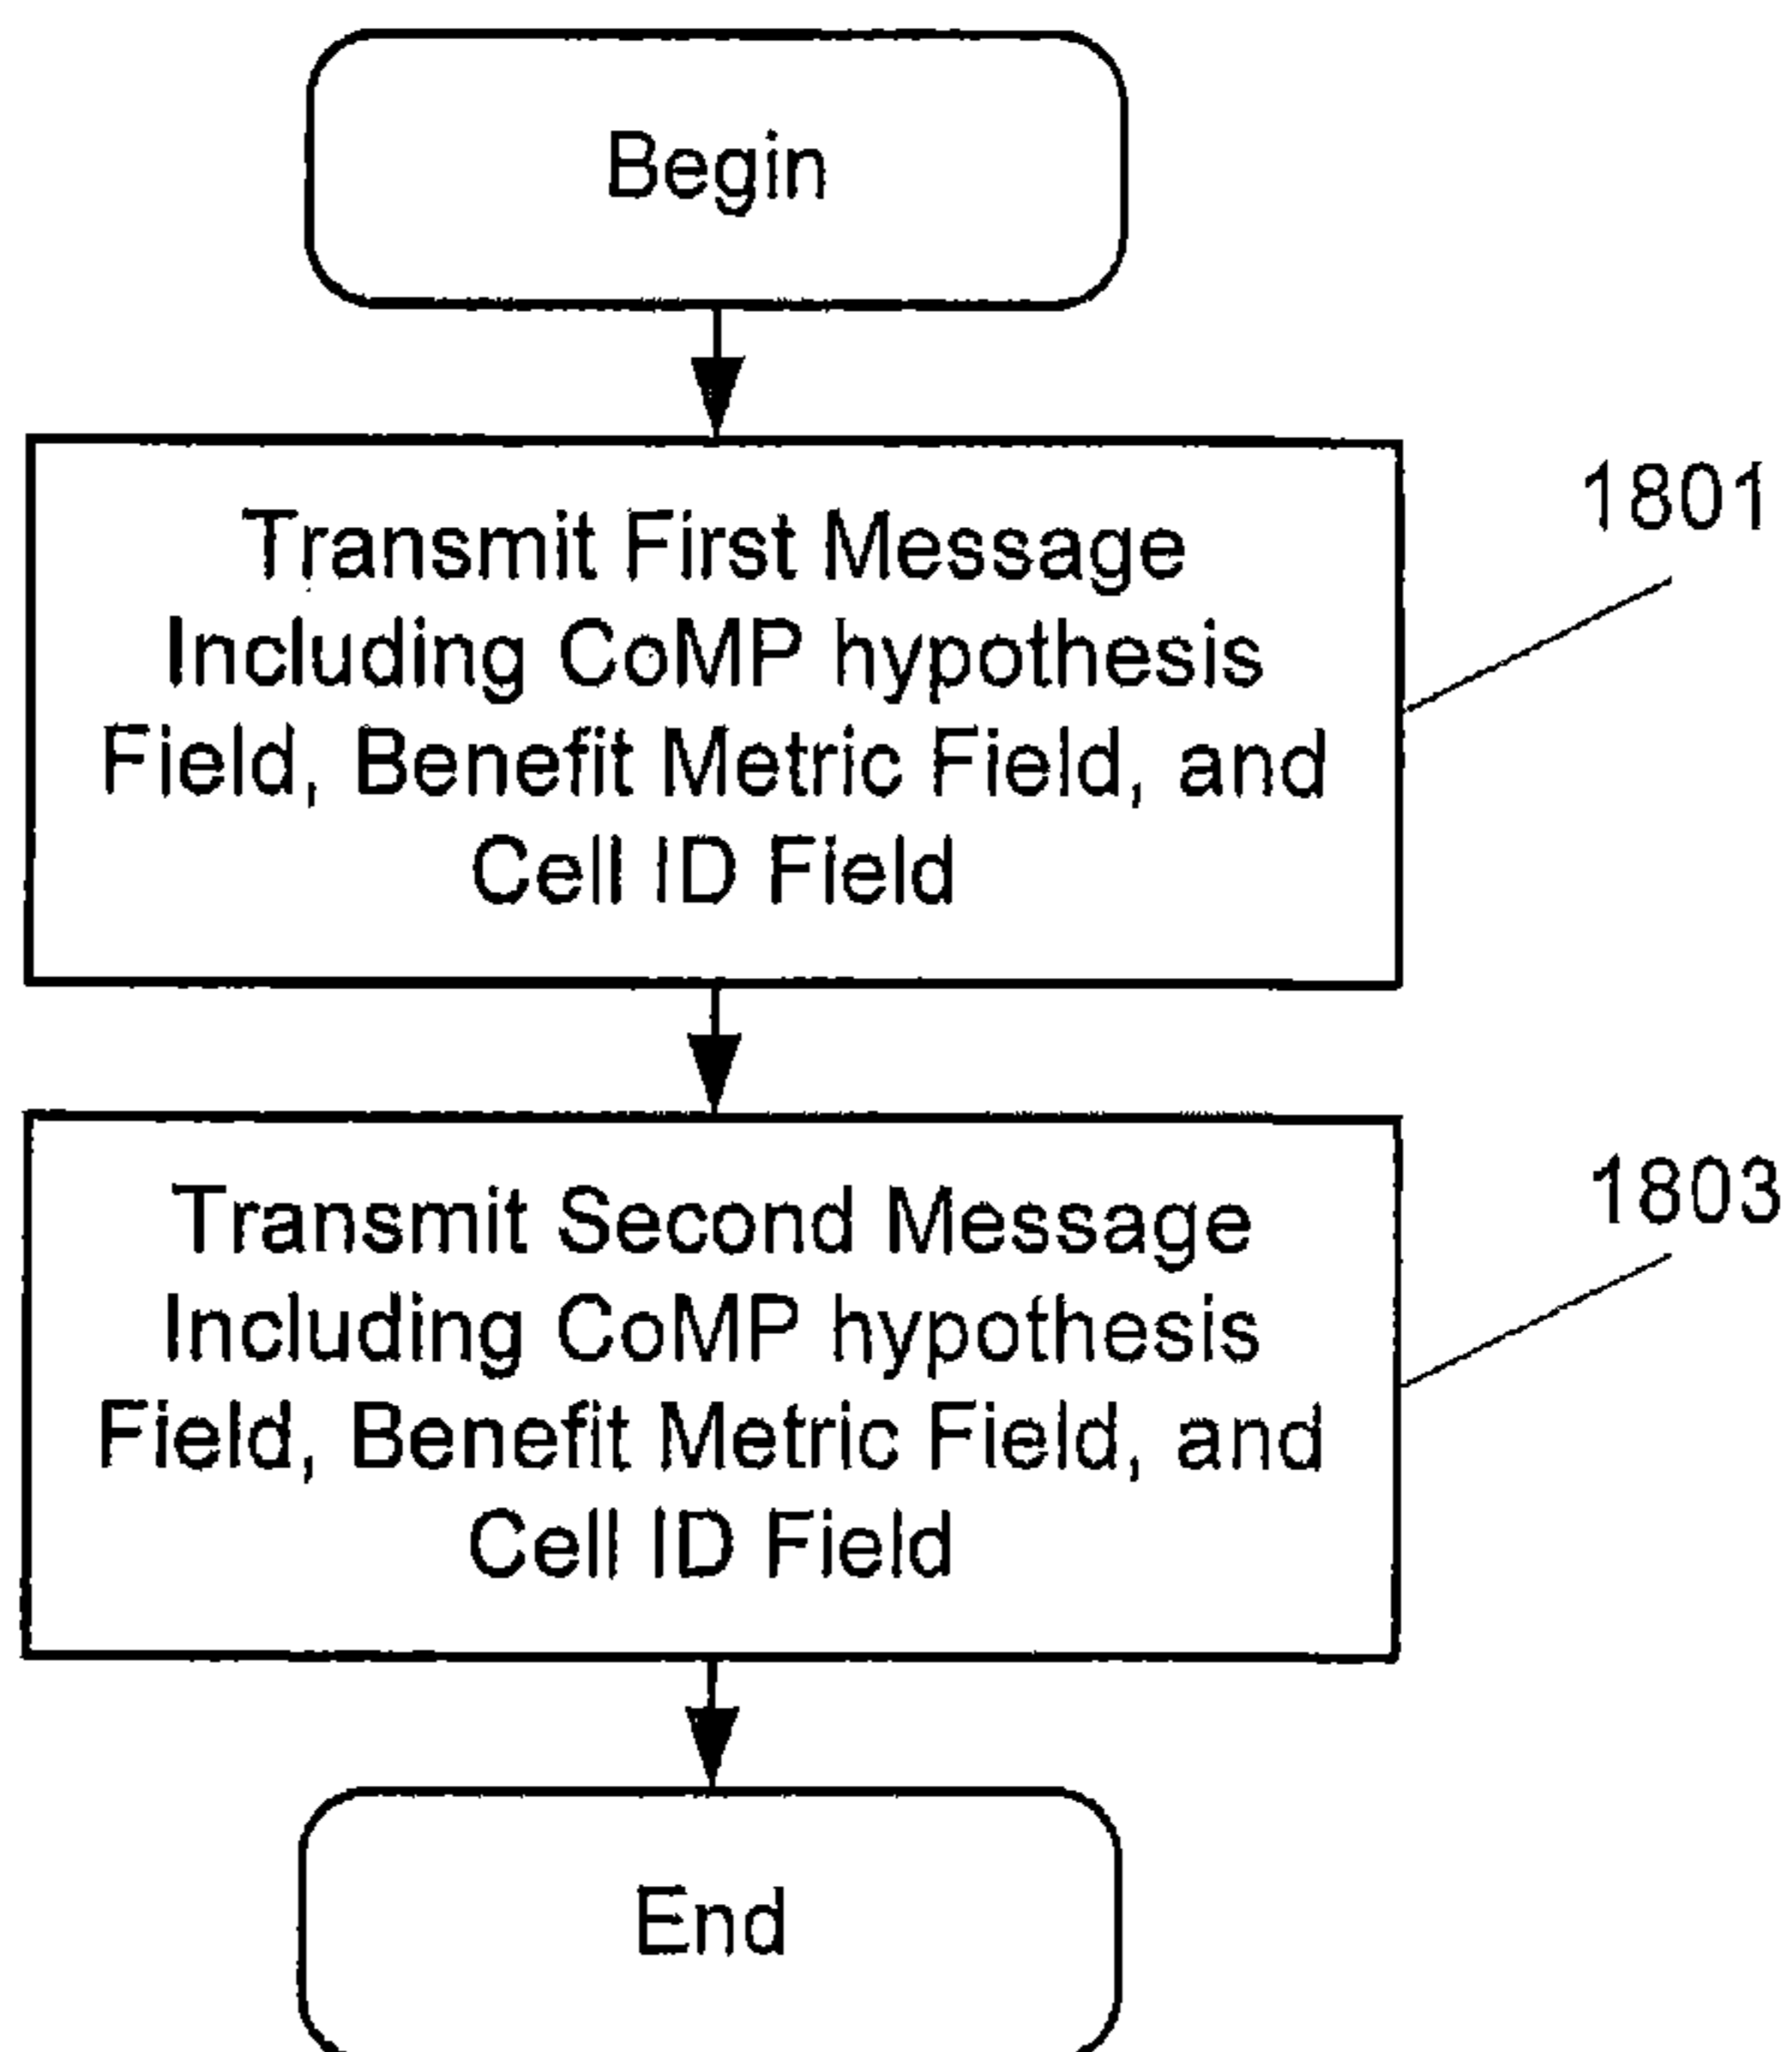 Begin
Transmit First Message
Including CoMP hypothesis
Field, Benefit Metric Field, and
Cell ID Field
1801
Transmit Second Message
Including CoMP hypothesis
Field, Benefit Metric Field, and
Cell ID Field
1803
End